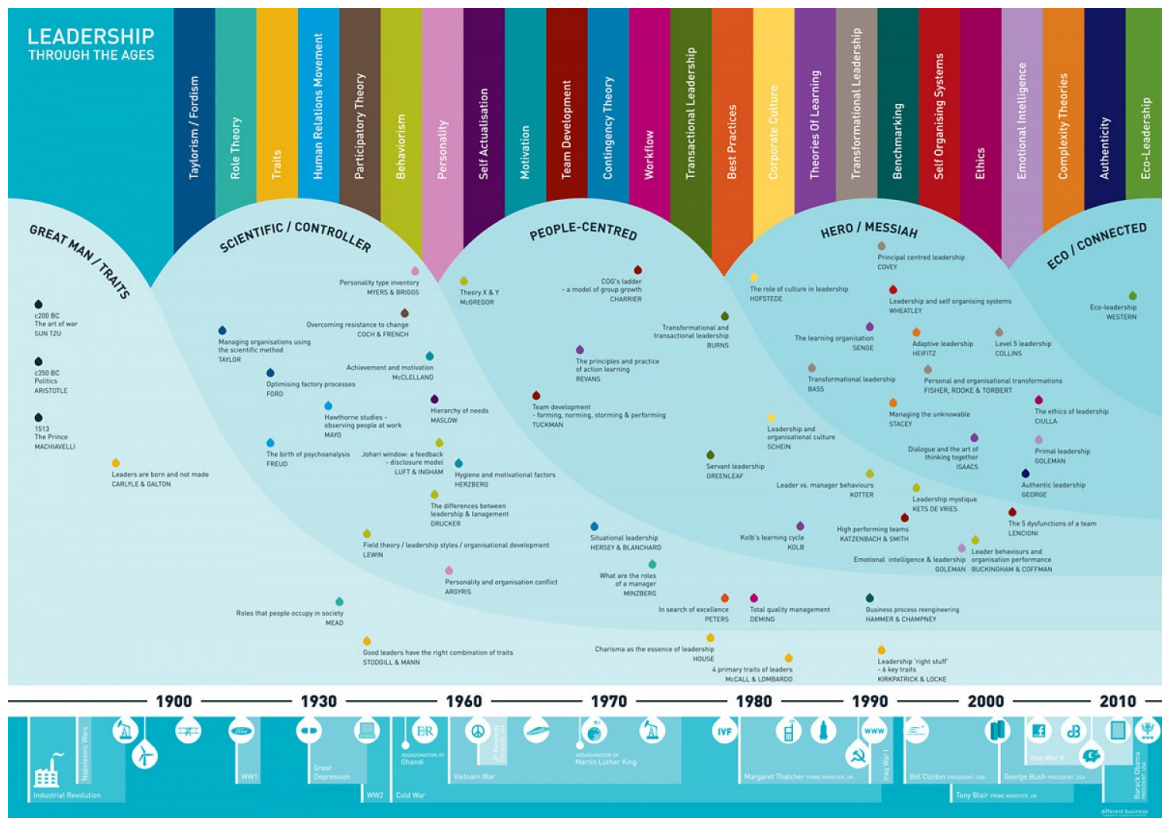 LEADERSHIP
THROUGH THE AGES
Taylorism / Fordism
Role Theory
Traits
Human Relations Movement
Participatory Theory
Behaviorism
Personality
Self Actualisation
Motivation
Team Development
Contingency Theory
Workflow
Transactional Leadership
Best Practices
Corporate Culture
Theories Of Learning
Transformational Leadership
Benchmarking
Self Organising Systems
Ethics
Emotional Intelligence
Complexity Theories
Authenticity
Eco-Leadership
GREAT MAN / TRAITS
SCIENTIFIC / CONTROLLER
PEOPLE-CENTRED
HERO / MESSIAH
ECO / CONNECTED
c200 BC
The art of war
SUN TZU
c350 BC
Politics
ARISTOTLE
1513
The Prince
MACHIAVELLI
Leaders are born and not made
CARLYLE & GALTON
Managing organisations using
the scientific method
TAYLOR
Optimising factory processes
FORD
Hawthorne studies -
observing people at work
MAYO
The birth of psychoanalysis
FREUD
Personality type inventory
MYERS & BRIGGS
Overcoming resistance to change
COCH & FRENCH
Achievement and motivation
McCLELLAND
Hierarchy of needs
MASLOW
Johari window: a feedback
- disclosure model
LUFT & INGHAM
Hygiene and motivational factors
HERZBERG
The differences between
leadership & lanagement
DRUCKER
Field theory / leadership styles / organisational development
LEWIN
Personality and organisation conflict
ARGYRIS
Roles that people occupy in society
MEAD
Good leaders have the right combination of traits
STODGILL & MANN
Theory X & Y
McGREGOR
COG's ladder
- a model of group growth
CHARRIER
Transformational and
transactional leadership
BURNS
The principles and practice
of action learning
REVANS
Team development
- forming, norming, storming & performing
TUCKMAN
Servant leadership
GREENLEAF
Situational leadership
HERSEY & BLANCHARD
What are the roles
of a manager
MINZBERG
In search of excellence
PETERS
Total quality management
DEMING
Charisma as the essence of leadership
HOUSE
4 primary traits of leaders
McCALL & LOMBARDO
Principal centred leadership
COVEY
The role of culture in leadership
HOFSTEDE
Leadership and self organising systems
WHEATLEY
The learning organisation
SENGE
Adaptive leadership
HEIFITZ
Level 5 leadership
COLLINS
Transformational leadership
BASS
Personal and organisational transformations
FISHER, ROOKE & TORBERT
Leadership and
organisational culture
SCHEIN
Managing the unknowable
STACEY
The ethics of leadership
CIULLA
Dialogue and the art of
thinking together
ISAACS
Primal leadership
GOLEMAN
Leader vs. manager behaviours
KOTTER
Authentic leadership
GEORGE
Leadership mystique
KETS DE VRIES
Kolb's learning cycle
KOLB
High performing teams
KATZENBACH & SMITH
The 5 dysfunctions of a team
LENCIONI
Emotional intelligence & leadership
GOLEMAN
Leader behaviours and
organisation performance
BUCKINGHAM & COFFMAN
Business process reengineering
HAMMER & CHAMPNEY
Leadership 'right stuff'
- 6 key traits
KIRKPATRICK & LOCKE
Eco-leadership
WESTERN
1900
1930
1960
1970
1980
1990
2000
2010
Industrial Revolution
Napoleonic Wars
Ford
WW1
Great
Depression
WW2
ASSASSINATION OF
Ghandi
EIIR
Cold War
Vietnam War
ASSASSINATION OF
Martin Luther King
IVF
Margaret Thatcher PRIME MINISTER, UK
www
Iraq War I
Bill Clinton PRESIDENT, USA
Tony Blair PRIME MINISTER, UK
George Bush PRESIDENT, USA
Iraq War II
Barack Obama
PRESIDENT, USA
different business